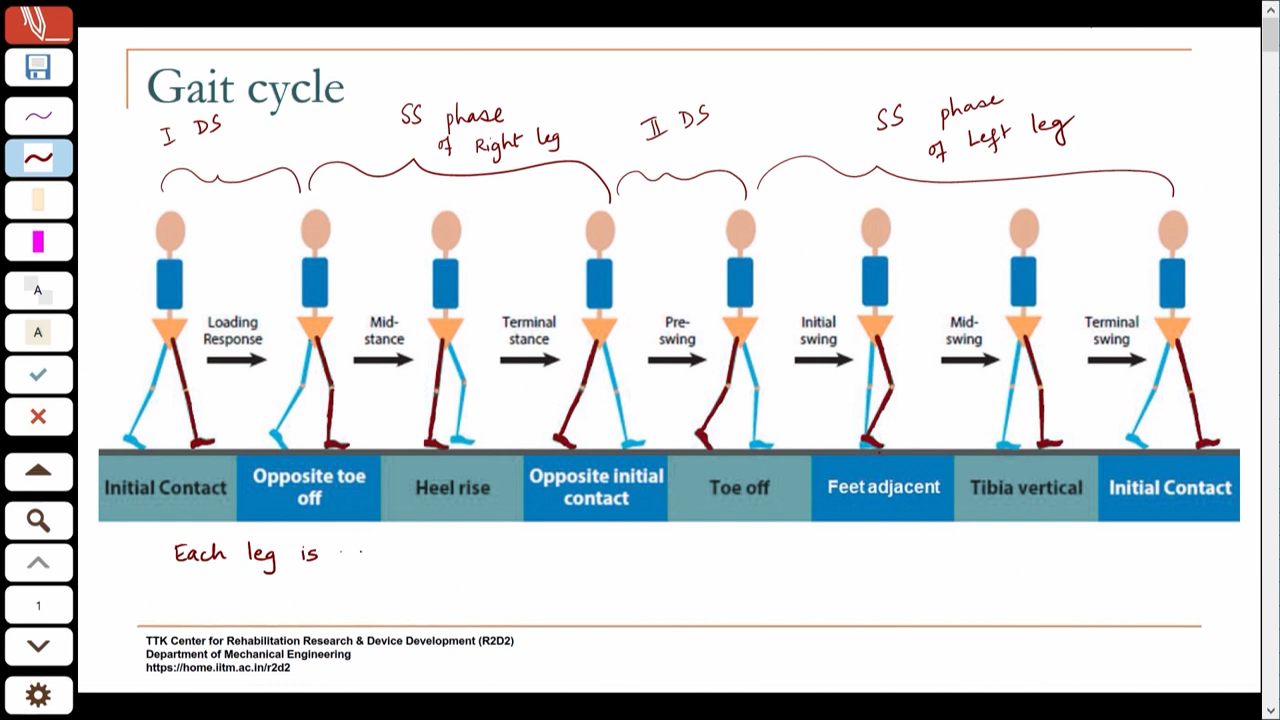 Gait cycle
I DS
SS phase
of Right leg
II DS
SS phase
of Left leg
Loading
Response
Mid-
stance
Terminal
stance
Pre-
swing
Initial
swing
Mid-
swing
Terminal
swing
Initial Contact
Opposite toe
off
Heel rise
Opposite initial
contact
Toe off
Feet adjacent
Tibia vertical
Initial Contact
Each leg is ...
TTK Center for Rehabilitation Research & Device Development (R2D2)
Department of Mechanical Engineering
https://home.iitm.ac.in/r2d2
A
A
1